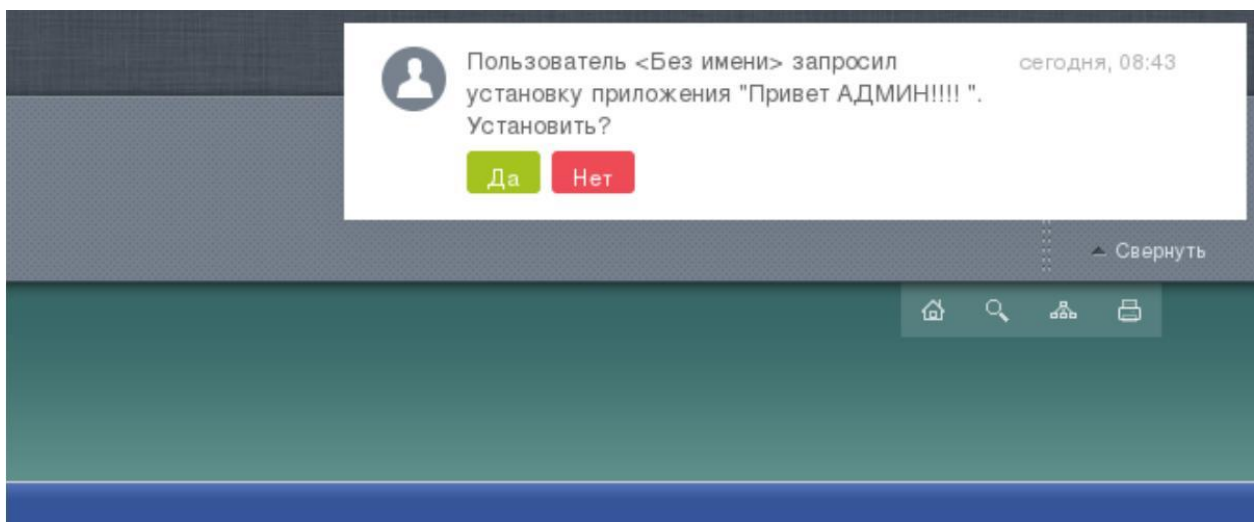 Пользователь <Без имени> запросил
сегодня, 08:43
установку приложения "Привет АДМИН!!!! ".
Установить?
Да
Нет
Свернуть